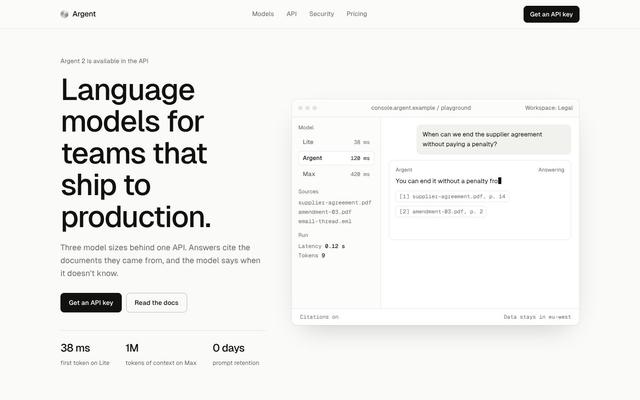 Argent
Models
API
Security
Pricing
Get an API key
Argent 2 is available in the API
Language
models for
teams that
ship to
production.
Three model sizes behind one API. Answers cite the
documents they came from, and the model says when
it doesn't know.
Get an API key
Read the docs
38 ms
first token on Lite
1M
tokens of context on Max
0 days
prompt retention
console.argent.example / playground
Workspace: Legal
Model
Lite 38 ms
Argent 120 ms
Max 420 ms
Sources
supplier-agreement.pdf
amendment-03.pdf
email-thread.eml
Run
Latency 0.12 s
Tokens 9
When can we end the supplier agreement
without paying a penalty?
Argent
Answering
You can end it without a penalty fro
[1] supplier-agreement.pdf, p. 14
[2] amendment-03.pdf, p. 2
Citations on
Data stays in eu-west